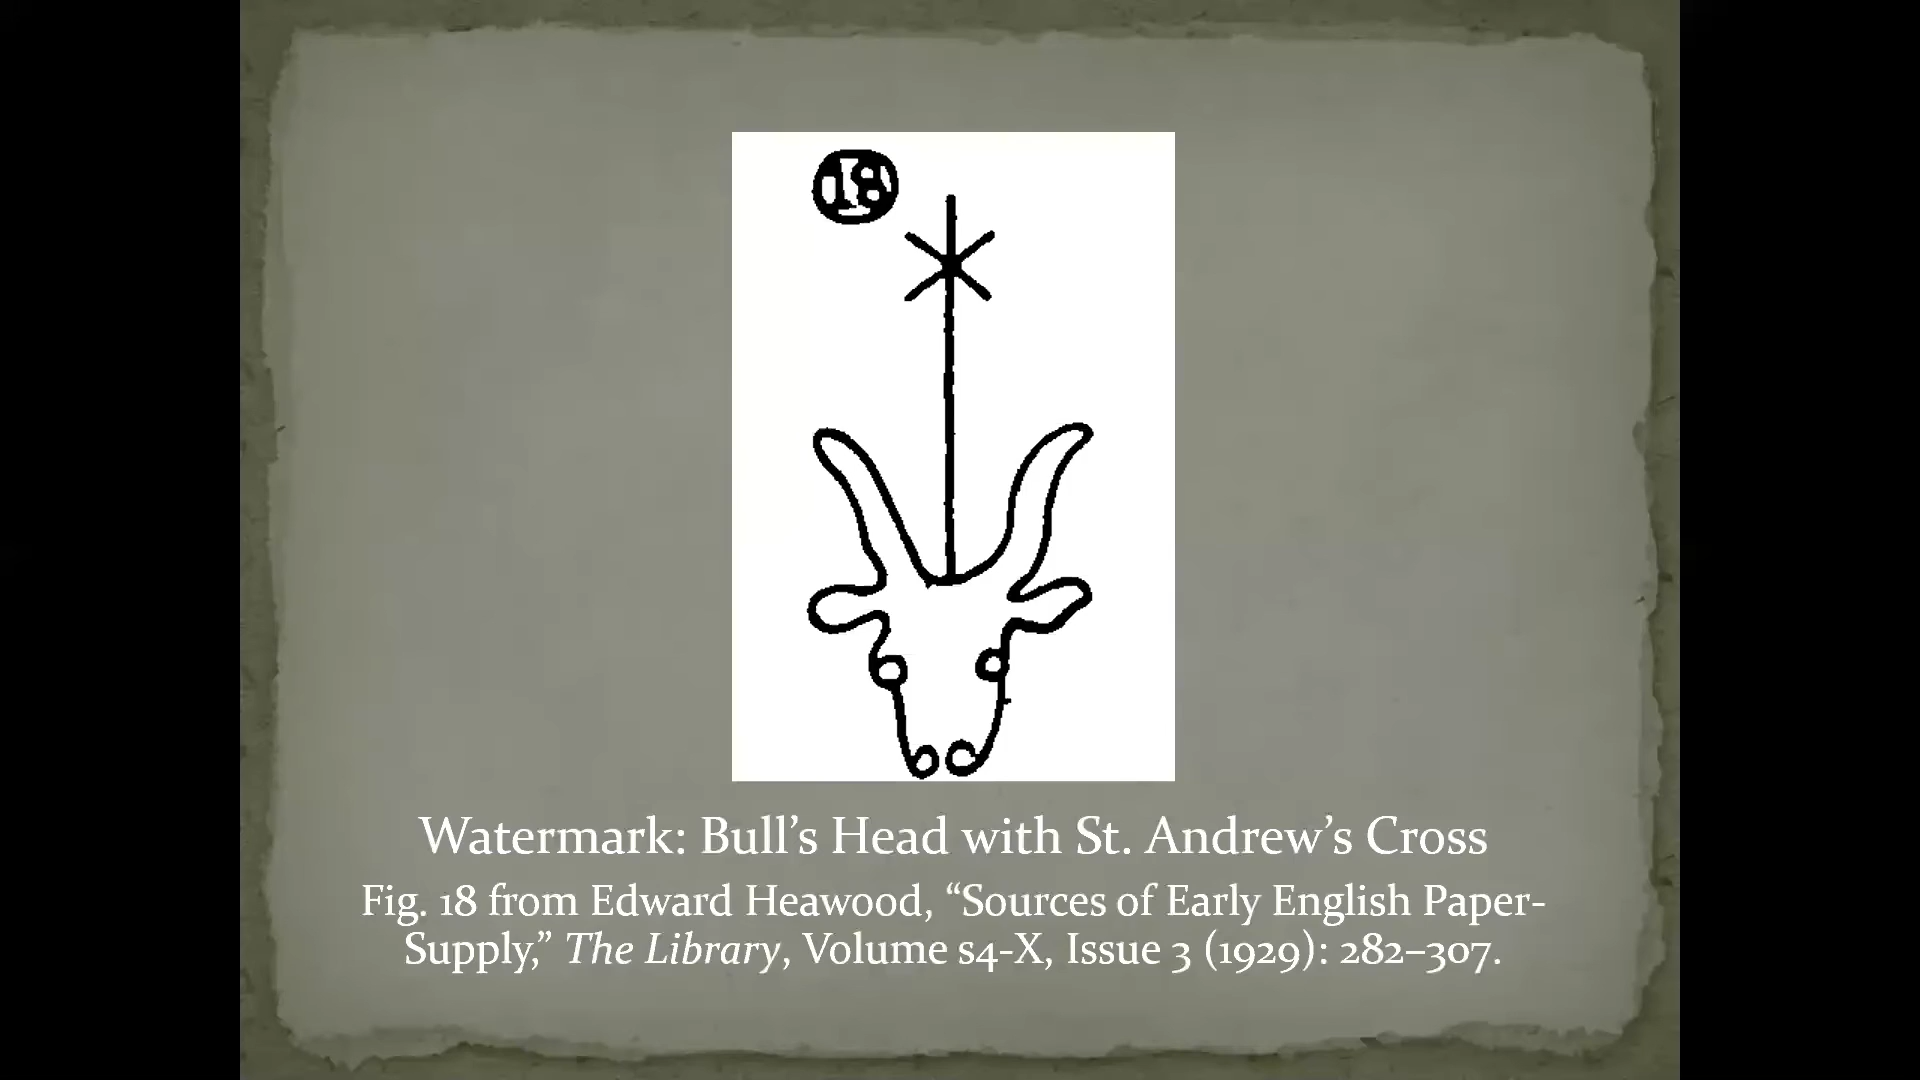 18
Watermark: Bull’s Head with St. Andrew’s Cross
Fig. 18 from Edward Heawood, “Sources of Early English Paper-
Supply,” The Library, Volume s4-X, Issue 3 (1929): 282–307.